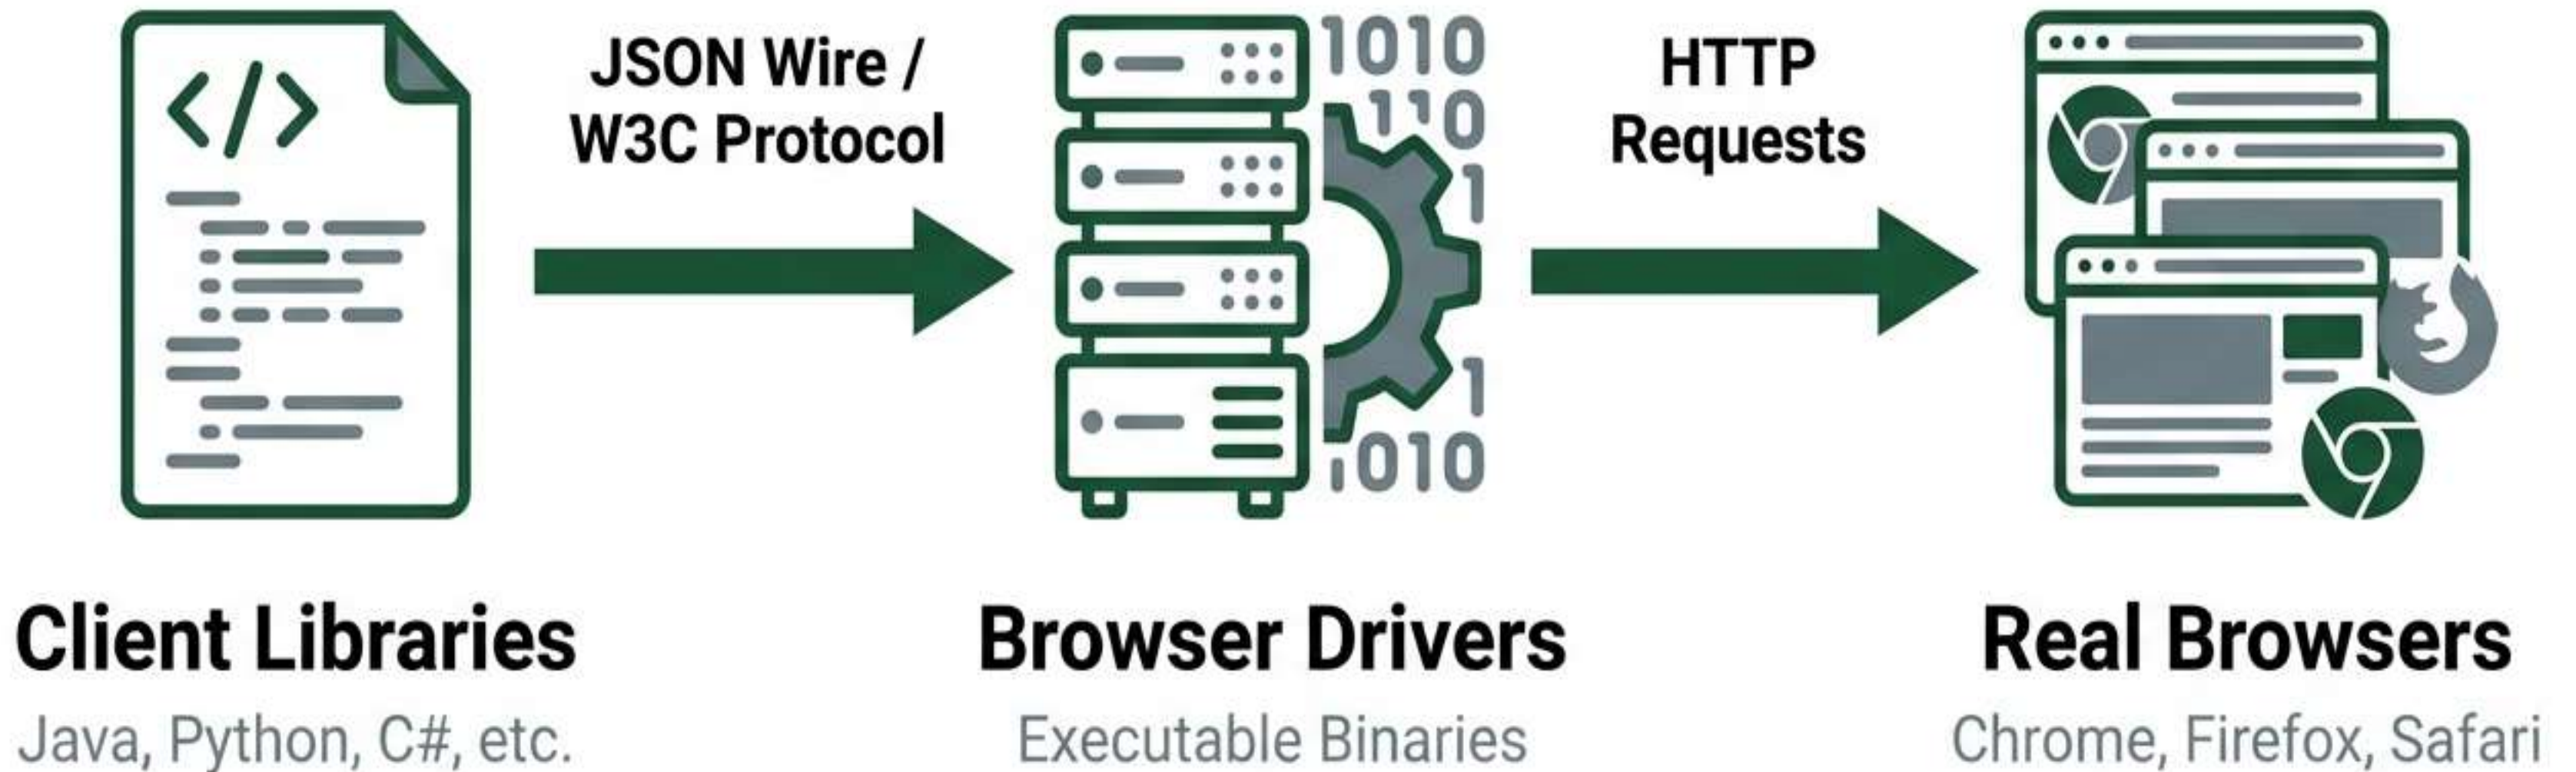 JSON Wire /
W3C Protocol
1010
110
1
1
1010
HTTP
Requests
Client Libraries
Java, Python, C#, etc.
Browser Drivers
Executable Binaries
Real Browsers
Chrome, Firefox, Safari